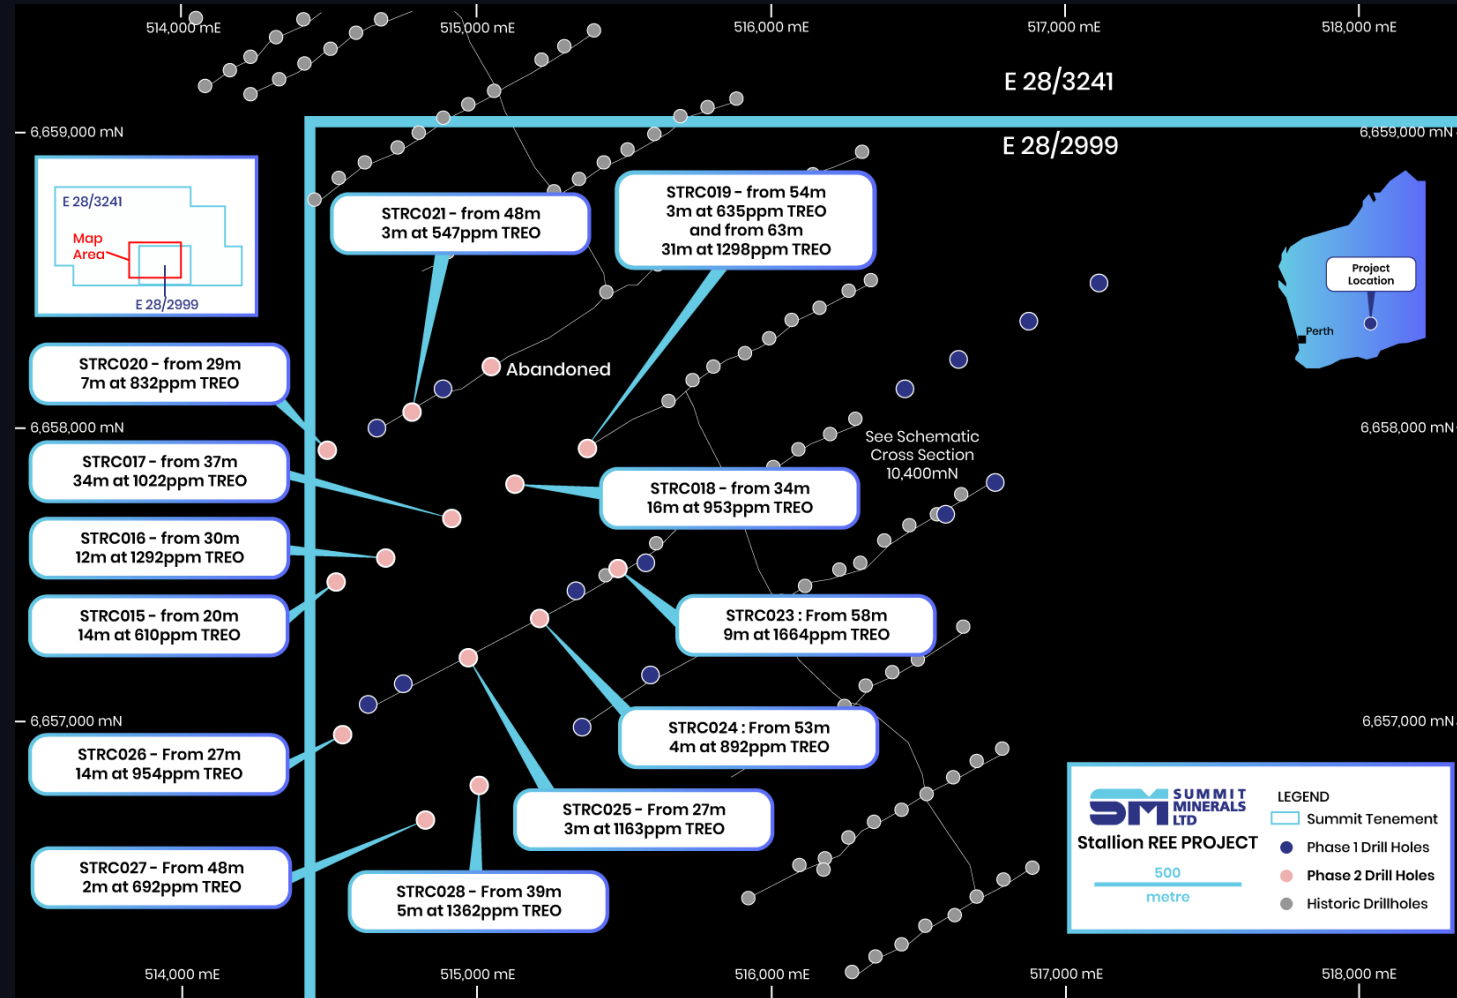 514,000 mE
515,000 mE
516,000 mE
517,000 mE
518,000 mE
E 28/3241
6,659,000 mN
6,659,000 mN
E 28/2999
E 28/3241
Map
Area
E 28/2999
STRC021 - from 48m
3m at 547ppm TREO
STRC019 - from 54m
3m at 635ppm TREO
and from 63m
31m at 1298ppm TREO
Project
Location
Perth
STRC020 - from 29m
7m at 832ppm TREO
Abandoned
6,658,000 mN
6,658,000 mN
See Schematic
Cross Section
10,400mN
STRC017 - from 37m
34m at 1022ppm TREO
STRC018 - from 34m
16m at 953ppm TREO
STRC016 - from 30m
12m at 1292ppm TREO
STRC015 - from 20m
14m at 610ppm TREO
STRC023 : From 58m
9m at 1664ppm TREO
6,657,000 mN
6,657,000 mN
STRC024 : From 53m
4m at 892ppm TREO
STRC026 - From 27m
14m at 954ppm TREO
STRC025 - From 27m
3m at 1163ppm TREO
STRC027 - From 48m
2m at 692ppm TREO
STRC028 - From 39m
5m at 1362ppm TREO
SM SUMMIT
MINERALS
LTD
Stallion REE PROJECT
500
metre
LEGEND
Summit Tenement
Phase 1 Drill Holes
Phase 2 Drill Holes
Historic Drillholes
514,000 mE
515,000 mE
516,000 mE
517,000 mE
518,000 mE